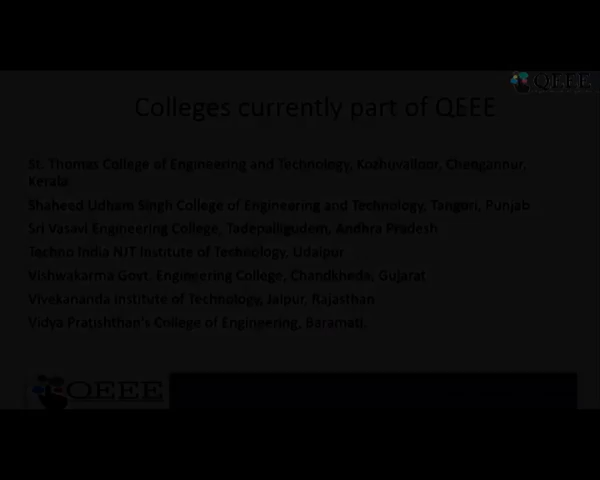 QEEE
Colleges currently part of QEEE
St. Thomas College of Engineering and Technology, Kozhuvalloor, Chengannur,
Kerala
Shaheed Udham Singh College of Engineering and Technology, Tangori, Punjab
Sri Vasavi Engineering College, Tadepalligudem, Andhra Pradesh
Techno India NJT Institute of Technology, Udaipur
Vishwakarma Govt. Engineering College, Chandkheda, Gujarat
Vivekananda Institute of Technology, Jaipur, Rajasthan
Vidya Pratishthan's College of Engineering, Baramati,
QEEE